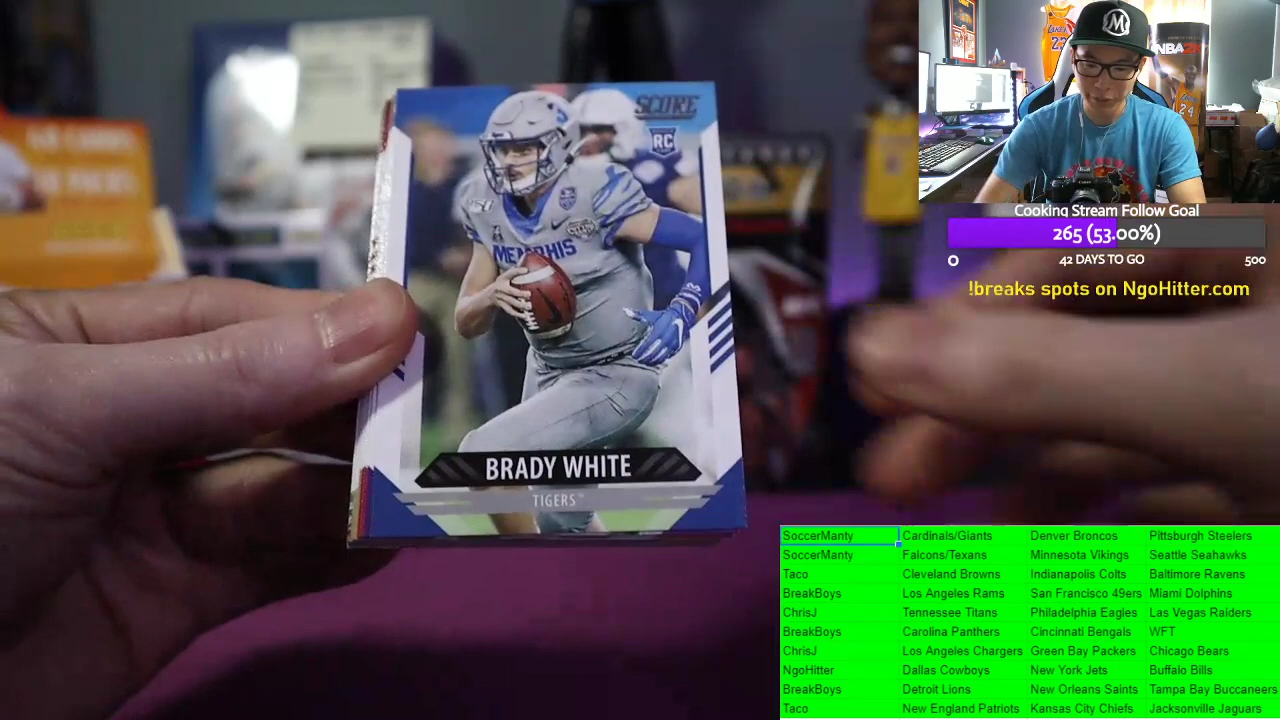 SCORE
RC
150
MEMPHIS
BRADY WHITE
TIGERS™
M
NBA2K
24
Cooking Stream Follow Goal
265 (53.00%)
0 42 DAYS TO GO 500
!breaks spots on NgoHitter.com
SoccerManty Cardinals/Giants Denver Broncos Pittsburgh Steelers
SoccerManty Falcons/Texans Minnesota Vikings Seattle Seahawks
Taco Cleveland Browns Indianapolis Colts Baltimore Ravens
BreakBoys Los Angeles Rams San Francisco 49ers Miami Dolphins
ChrisJ Tennessee Titans Philadelphia Eagles Las Vegas Raiders
BreakBoys Carolina Panthers Cincinnati Bengals WFT
ChrisJ Los Angeles Chargers Green Bay Packers Chicago Bears
NgoHitter Dallas Cowboys New York Jets Buffalo Bills
BreakBoys Detroit Lions New Orleans Saints Tampa Bay Buccaneers
Taco New England Patriots Kansas City Chiefs Jacksonville Jaguars